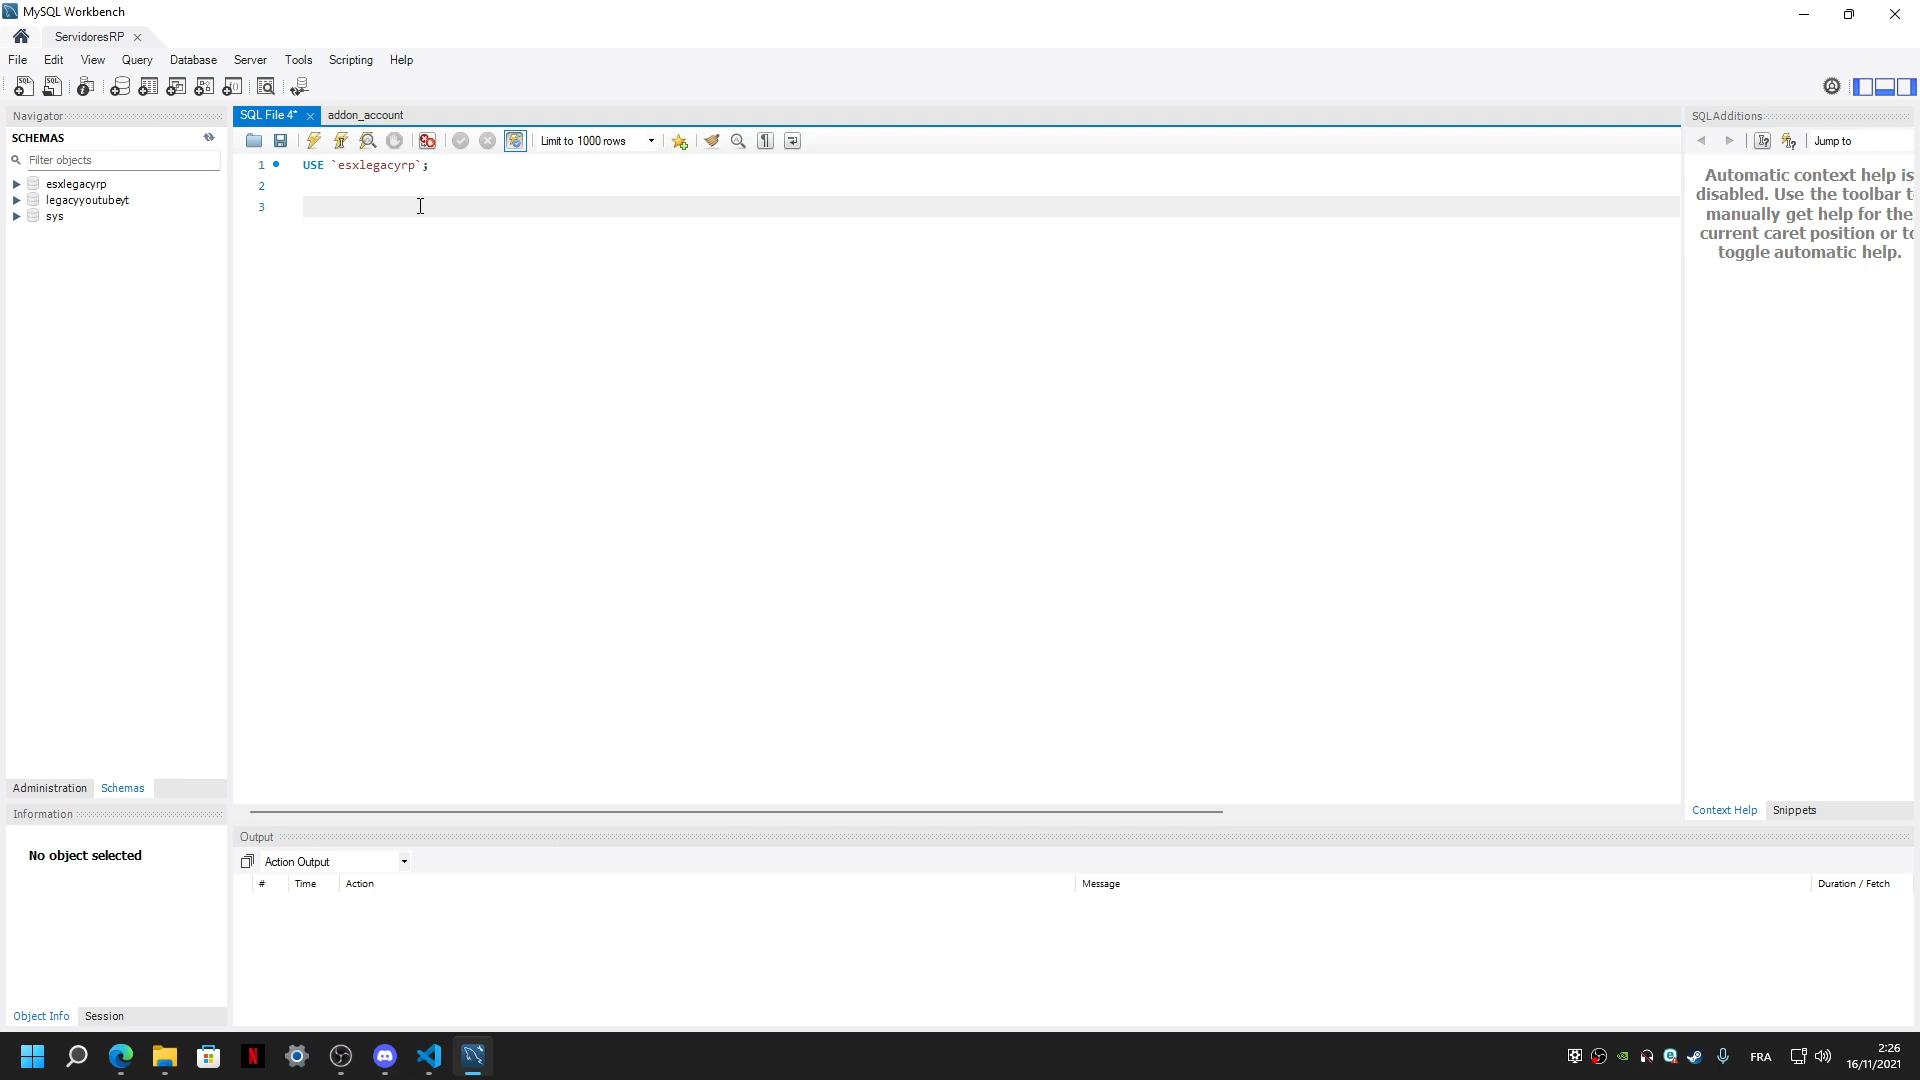 MySQL Workbench
ServidoresRP
File Edit View Query Database Server Tools Scripting Help
Navigator
SCHEMAS
Filter objects
esxlegacyrp
legacyyoutubeyt
sys
Administration Schemas
Information
No object selected
Object Info Session
SQL File 4* addon_account
Limit to 1000 rows
1 USE `esxlegacyrp`;
2
3
Output
Action Output
# Time Action Message Duration / Fetch
SQLAdditions
Jump to
Automatic context help is
disabled. Use the toolbar t
manually get help for the
current caret position or to
toggle automatic help.
Context Help Snippets
FRA
2:26
16/11/2021